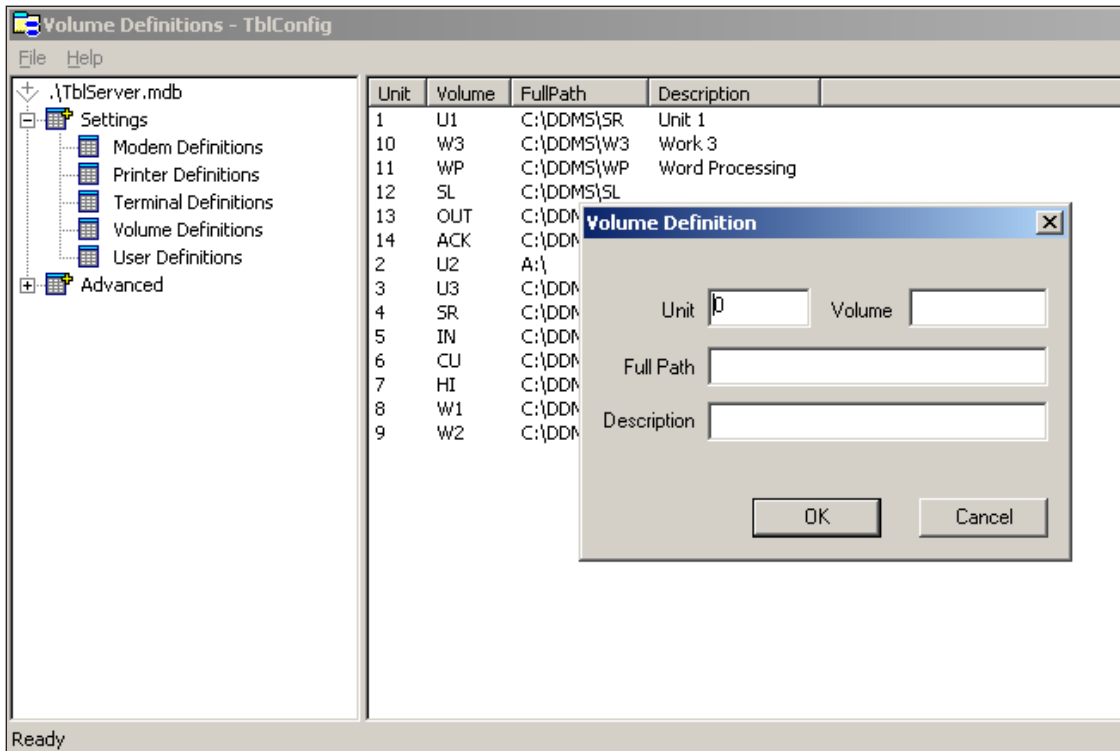 Volume Definitions - TblConfig
File Help
.\TblServer.mdb
Settings
Modem Definitions
Printer Definitions
Terminal Definitions
Volume Definitions
User Definitions
Advanced
Unit Volume FullPath Description
1 U1 C:\DDMS\SR Unit 1
10 W3 C:\DDMS\W3 Work 3
11 WP C:\DDMS\WP Word Processing
12 SL C:\DDMS\SL
13 OUT C:\DDM
14 ACK C:\DDM
2 U2 A:\
3 U3 C:\DDM
4 SR C:\DDM
5 IN C:\DDM
6 CU C:\DDM
7 HI C:\DDM
8 W1 C:\DDM
9 W2 C:\DDM
Volume Definition
Unit 0 Volume
Full Path
Description
OK Cancel
Ready